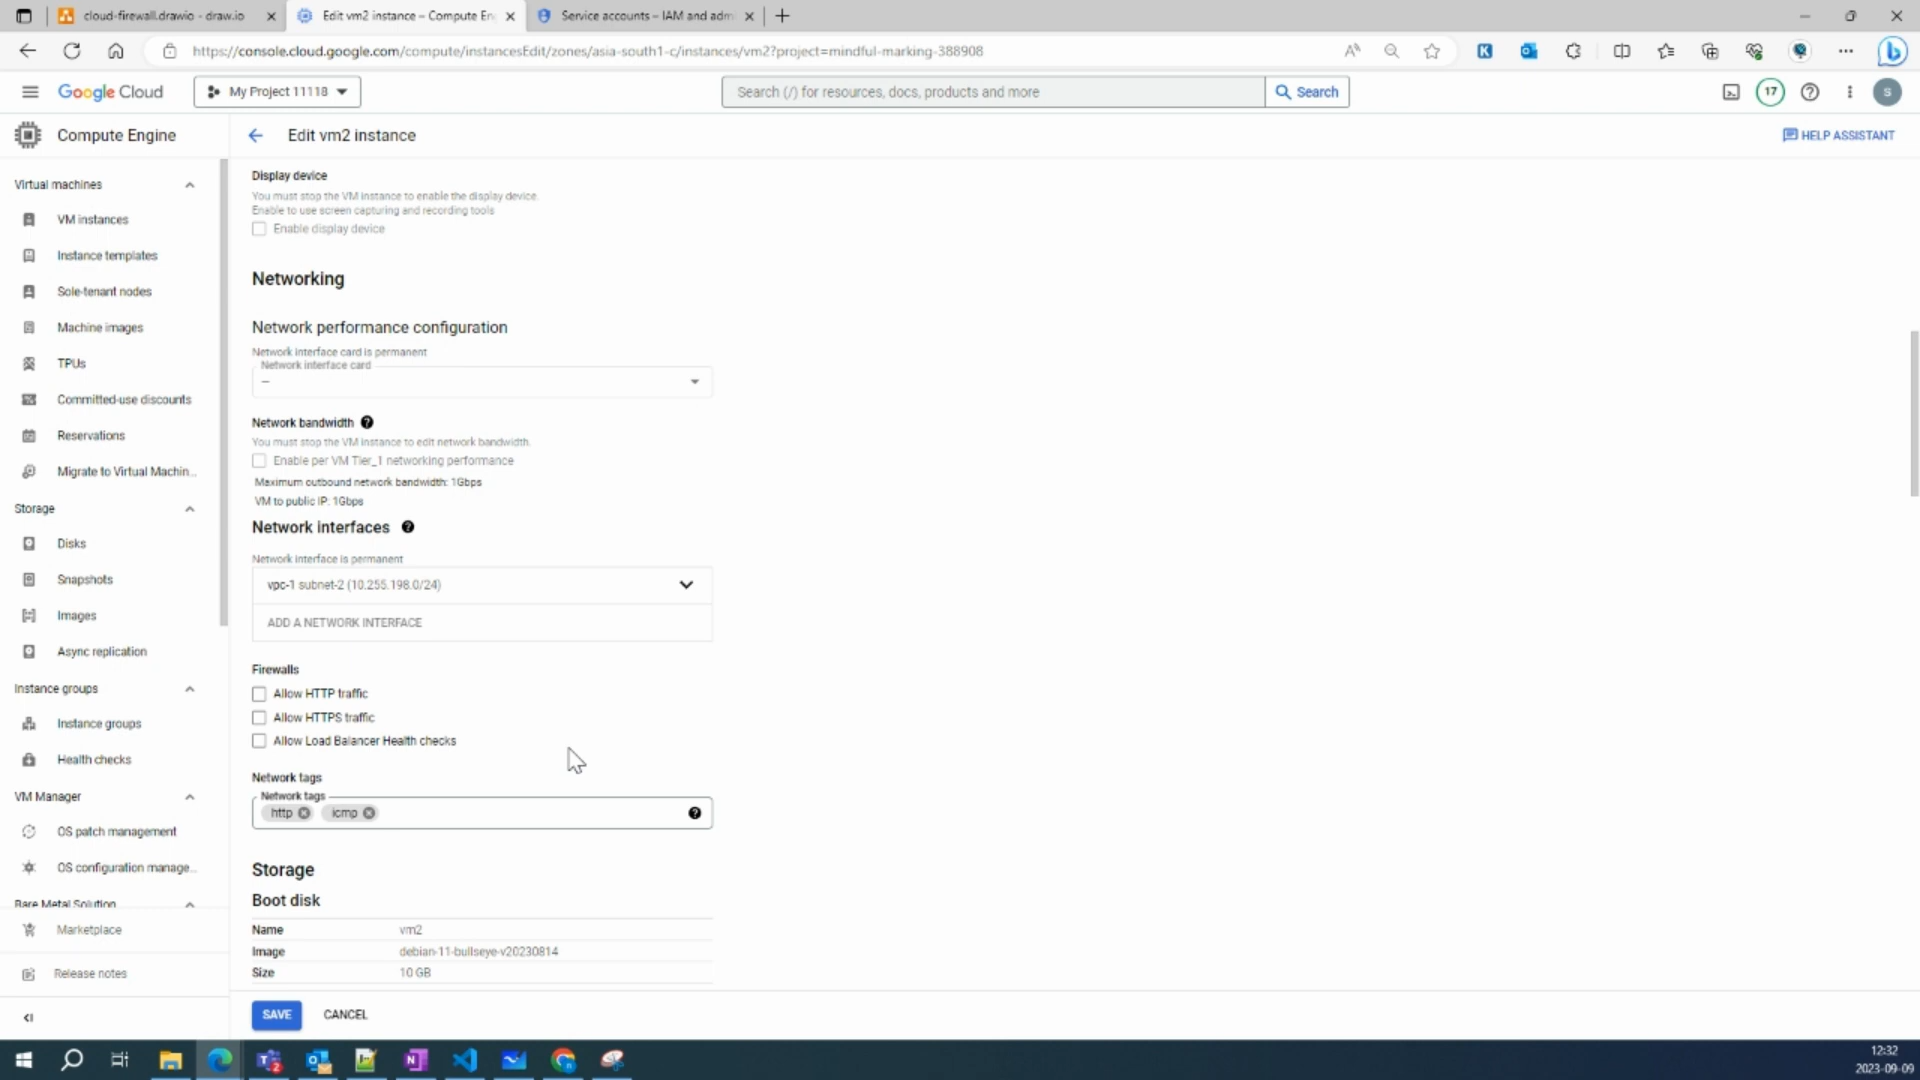 cloud-firewall.drawio - draw.io
Edit vm2 instance – Compute En
Service accounts – IAM and adm
https://console.cloud.google.com/compute/instancesEdit/zones/asia-south1-c/instances/vm2?project=mindful-marking-388908
Google Cloud
My Project 11118
Search (/) for resources, docs, products and more
Search
17
S
Compute Engine
Edit vm2 instance
HELP ASSISTANT
Virtual machines
VM instances
Instance templates
Sole-tenant nodes
Machine images
TPUs
Committed-use discounts
Reservations
Migrate to Virtual Machin...
Storage
Disks
Snapshots
Images
Async replication
Instance groups
Instance groups
Health checks
VM Manager
OS patch management
OS configuration manage...
Bare Metal Solution
Marketplace
Release notes
Display device
You must stop the VM instance to enable the display device.
Enable to use screen capturing and recording tools
Enable display device
Networking
Network performance configuration
Network interface card is permanent
Network interface card
–
Network bandwidth
You must stop the VM instance to edit network bandwidth.
Enable per VM Tier_1 networking performance
Maximum outbound network bandwidth: 1Gbps
VM to public IP: 1Gbps
Network interfaces
Network interface is permanent
vpc-1 subnet-2 (10.255.198.0/24)
ADD A NETWORK INTERFACE
Firewalls
Allow HTTP traffic
Allow HTTPS traffic
Allow Load Balancer Health checks
Network tags
Network tags
http
icmp
Storage
Boot disk
Name vm2
Image debian-11-bullseye-v20230814
Size 10 GB
SAVE
CANCEL
12:32
2023-09-09